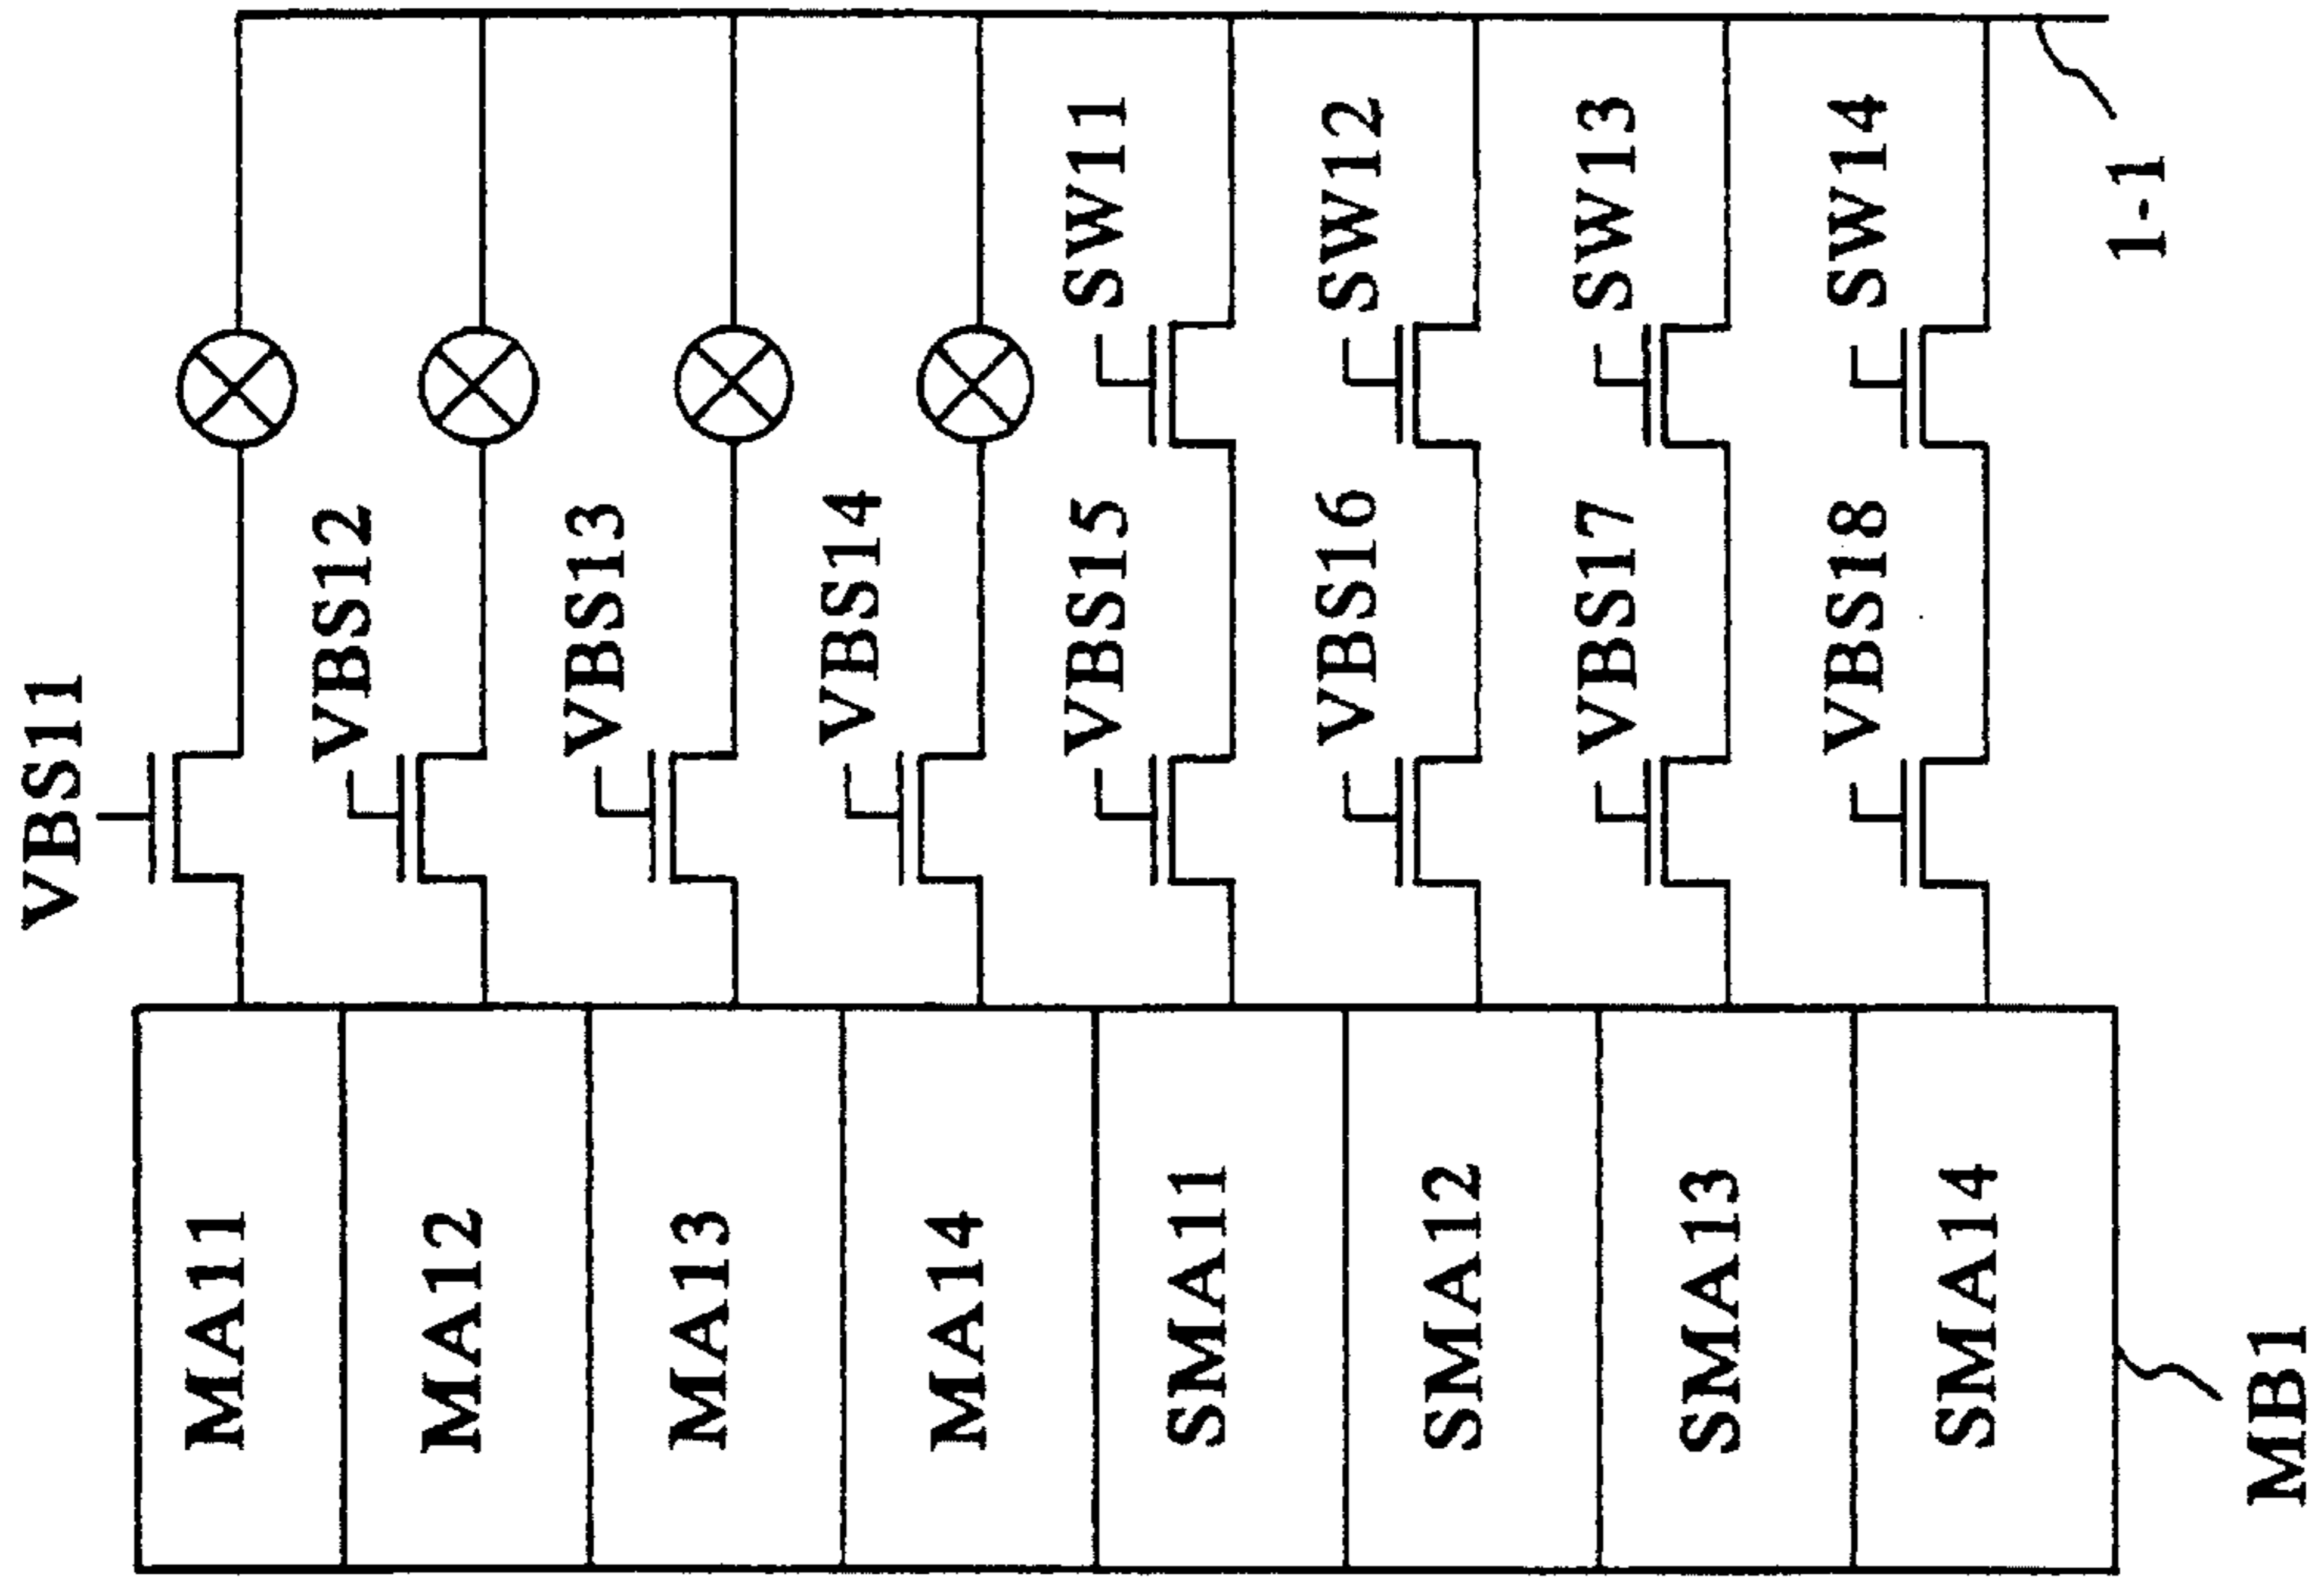 VBS11
VBS12
VBS13
VBS14
VBS15
VBS16
VBS17
VBS18
SW11
SW12
SW13
SW14
1-1
MA11
MA12
MA13
MA14
SMA11
SMA12
SMA13
SMA14
MB1